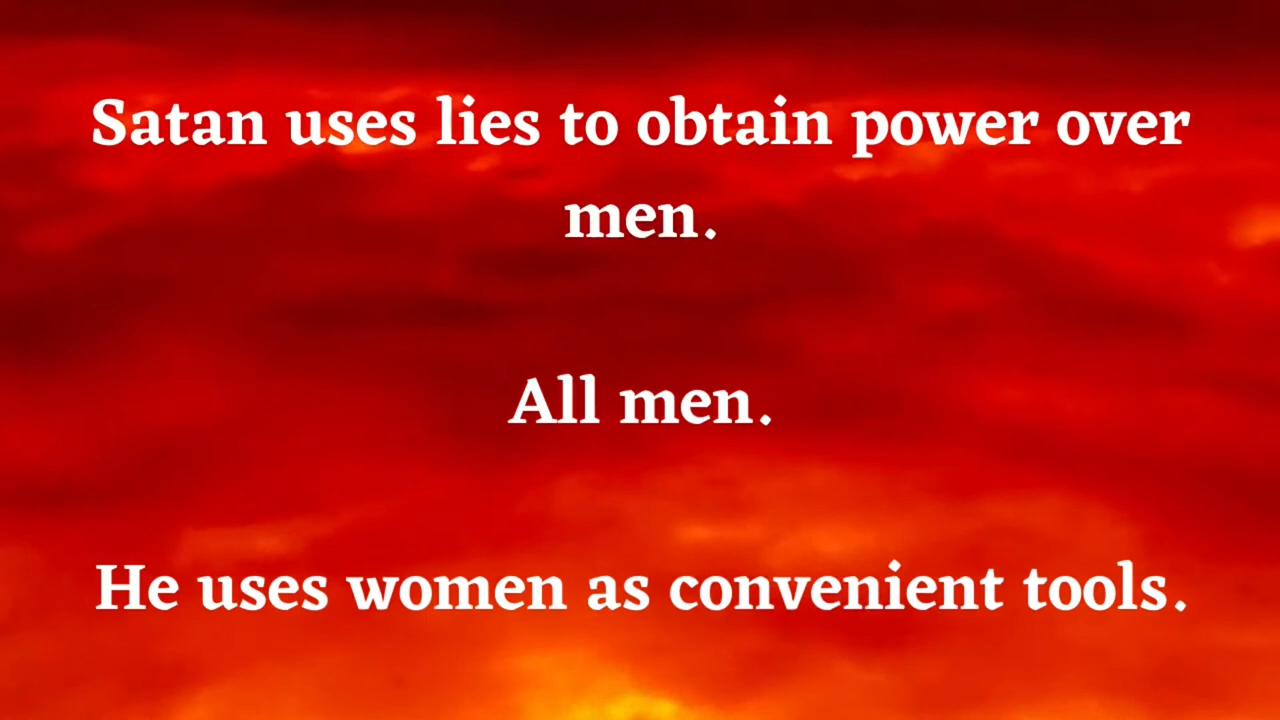 Satan uses lies to obtain power over
men.
All men.
He uses women as convenient tools.